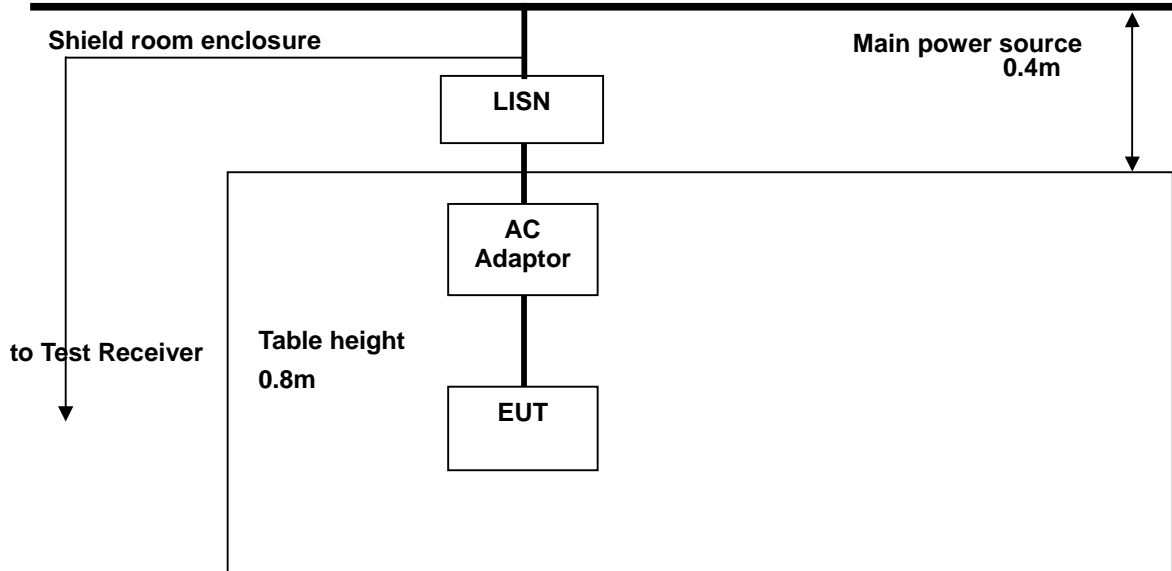 Shield room enclosure
Main power source
0.4m
LISN
AC
Adaptor
Table height
to Test Receiver
0.8m
EUT